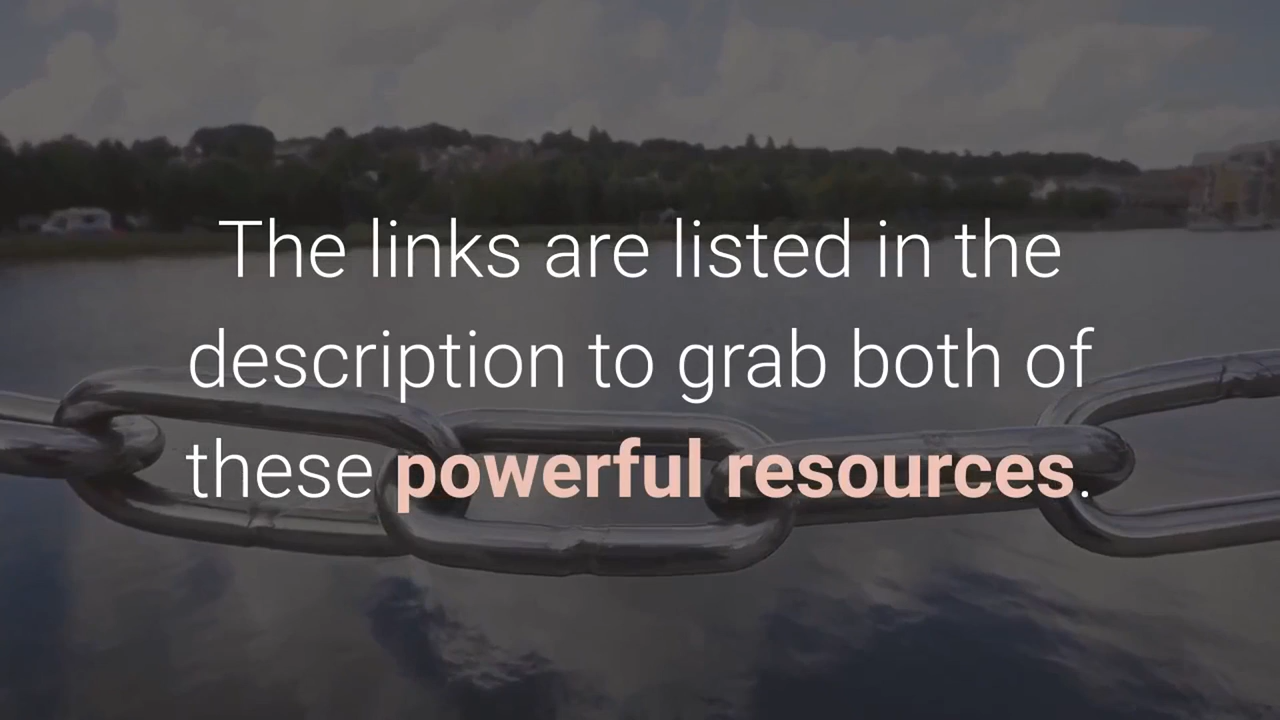 The links are listed in the
description to grab both of
these powerful resources.